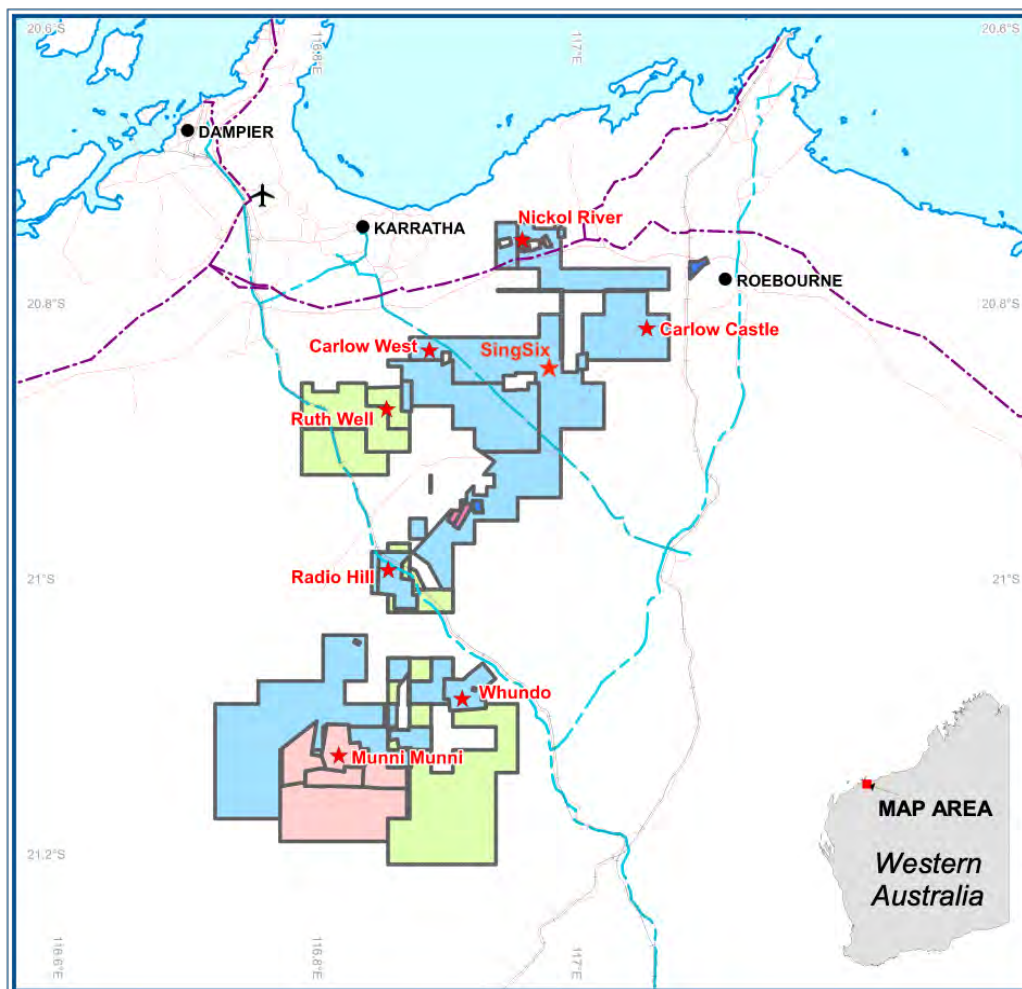 20.6°S
116.8°E
117°E
20.6°S
DAMPIER
KARRATHA
Nickol River
ROEBOURNE
20.8°S
20.8°S
Carlow Castle
Carlow West
SingSix
Ruth Well
Radio Hill
21°S
21°S
Whundo
Munni Munni
MAP AREA
21.2°S
Western
Australia
116.6°E
116.8°E
117°E